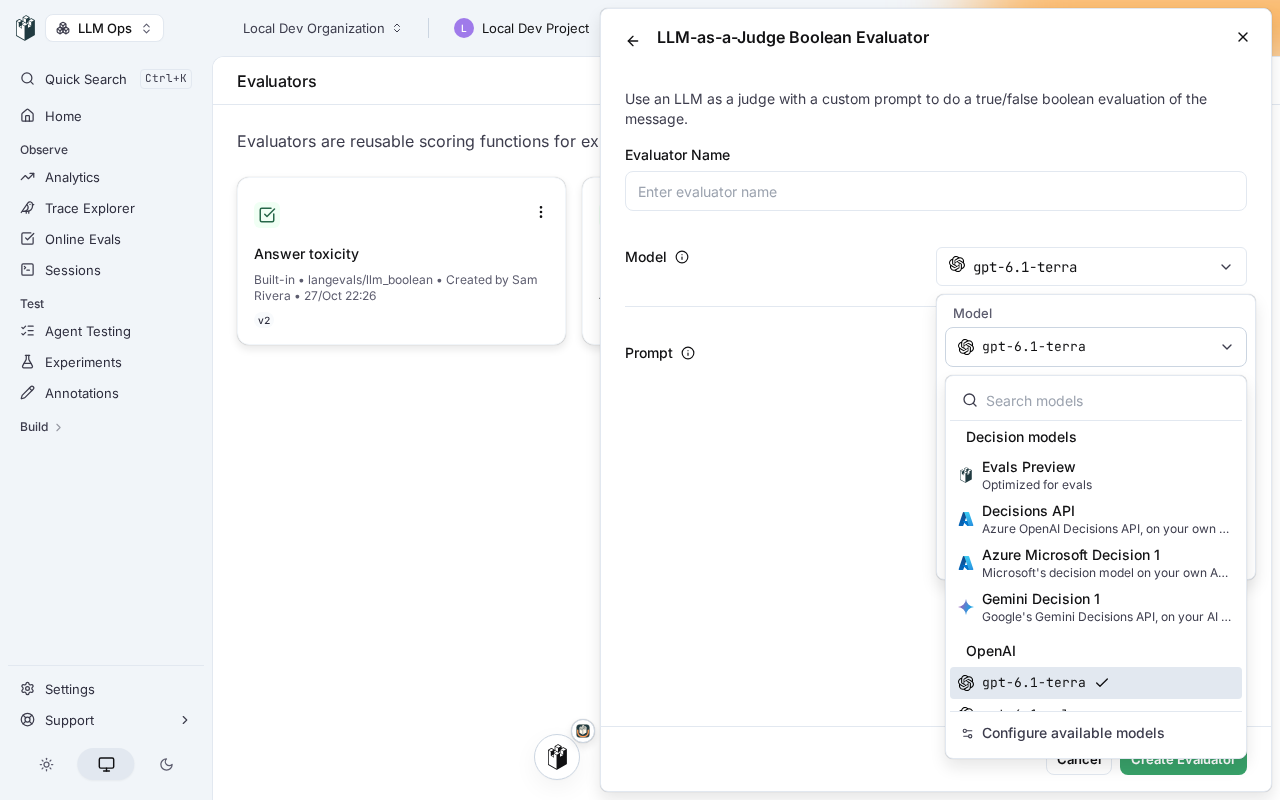 LLM Ops
Local Dev Organization
L
Local Dev Project
Quick Search
Ctrl+K
Home
Observe
Analytics
Trace Explorer
Online Evals
Sessions
Test
Agent Testing
Experiments
Annotations
Build
Settings
Support
Evaluators
Evaluators are reusable scoring functions for ex
Answer toxicity
Built-in • langevals/llm_boolean • Created by Sam
Rivera • 27/Oct 22:26
v2
LLM-as-a-Judge Boolean Evaluator
Use an LLM as a judge with a custom prompt to do a true/false boolean evaluation of the
message.
Evaluator Name
Enter evaluator name
Model
gpt-6.1-terra
Model
gpt-6.1-terra
Prompt
Search models
Decision models
Evals Preview
Optimized for evals
Decisions API
Azure OpenAI Decisions API, on your own ...
Azure Microsoft Decision 1
Microsoft's decision model on your own A...
Gemini Decision 1
Google's Gemini Decisions API, on your AI ...
OpenAI
gpt-6.1-terra
Configure available models
Cancel
Create Evaluator